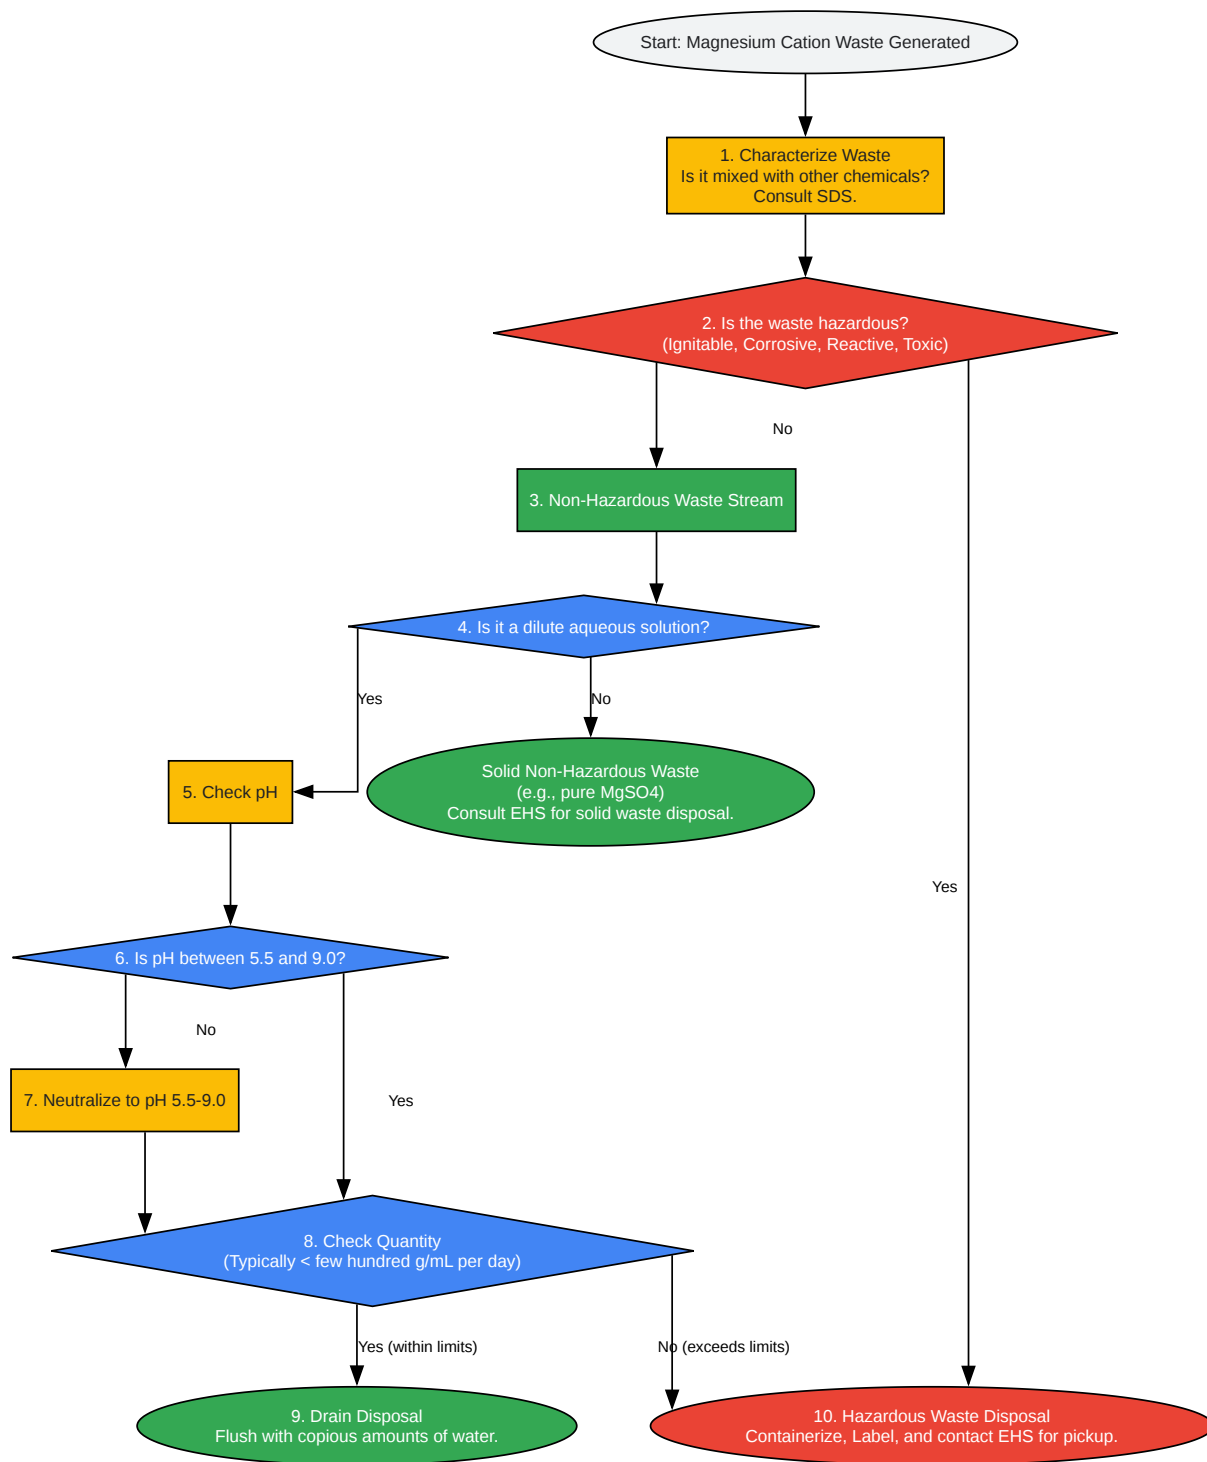 Start: Magnesium Cation Waste Generated
1. Characterize Waste
Is it mixed with other chemicals?
Consult SDS.
2. Is the waste hazardous?
(Ignitable, Corrosive, Reactive, Toxic)
No
3. Non-Hazardous Waste Stream
4. Is it a dilute aqueous solution?
Yes
No
Solid Non-Hazardous Waste
(e.g., pure MgSO4)
Consult EHS for solid waste disposal.
5. Check pH
Yes
6. Is pH between 5.5 and 9.0?
No
7. Neutralize to pH 5.5-9.0
Yes
8. Check Quantity
(Typically < few hundred g/mL per day)
Yes (within limits)
No (exceeds limits)
9. Drain Disposal
Flush with copious amounts of water.
10. Hazardous Waste Disposal
Containerize, Label, and contact EHS for pickup.